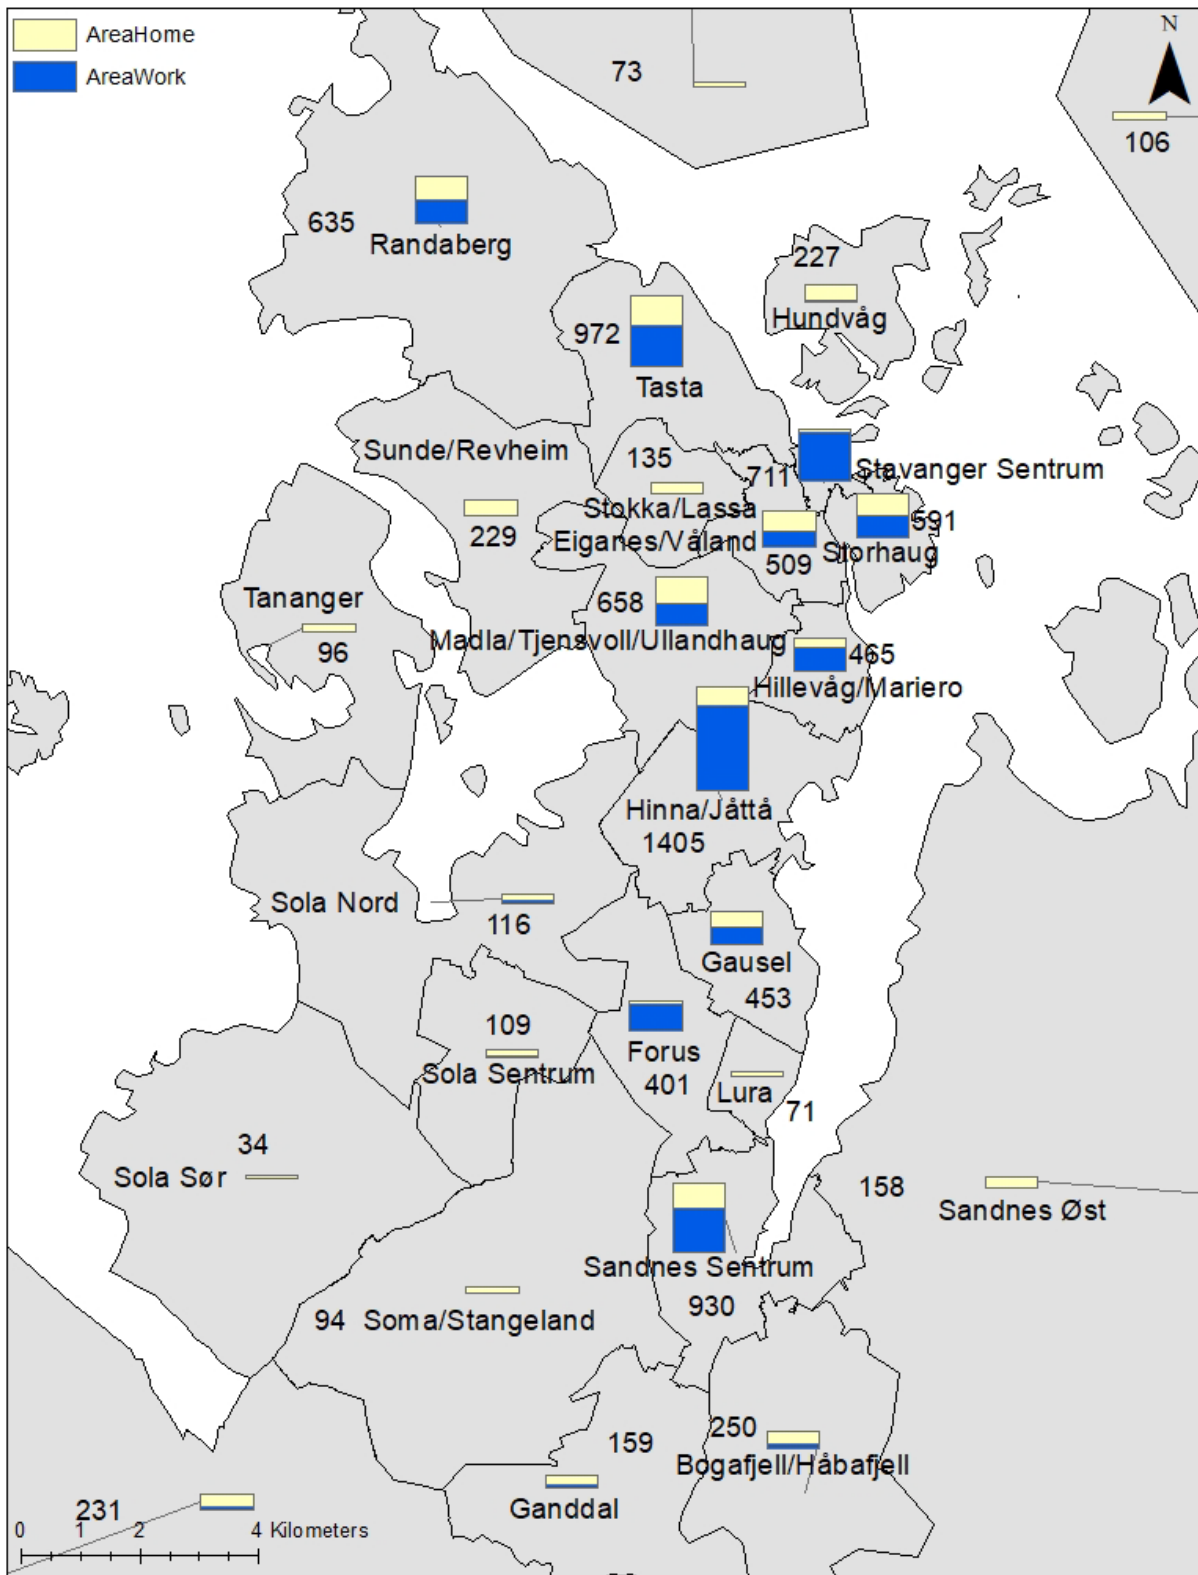 AreaHome
AreaWork
N
73
106
635
Randaberg
227
Hundvåg
972
Tasta
Sunde/Revheim
135
711
Stavanger Sentrum
Stokka/Lassa
229
Eiganes/Våland
509
591
Storhaug
Tananger
96
658
Madla/Tjensvoll/Ullandhaug
465
Hillevåg/Mariero
Hinna/Jåttå
1405
Sola Nord
116
Gausel
453
109
Sola Sentrum
Forus
401
Lura
71
34
Sola Sør
158
Sandnes Øst
Sandnes Sentrum
930
94
Soma/Stangeland
250
Bogafjell/Håbafjell
159
Ganddal
231
0 1 2 4 Kilometers